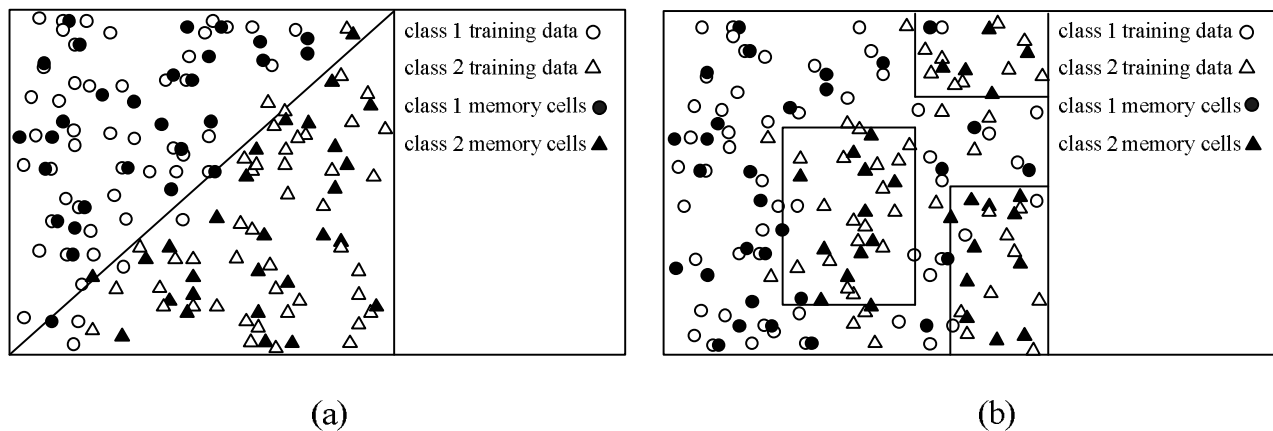 class 1 training data
class 2 training data
class 1 memory cells
class 2 memory cells
class 1 training data
class 2 training data
class 1 memory cells
class 2 memory cells
(a)
(b)